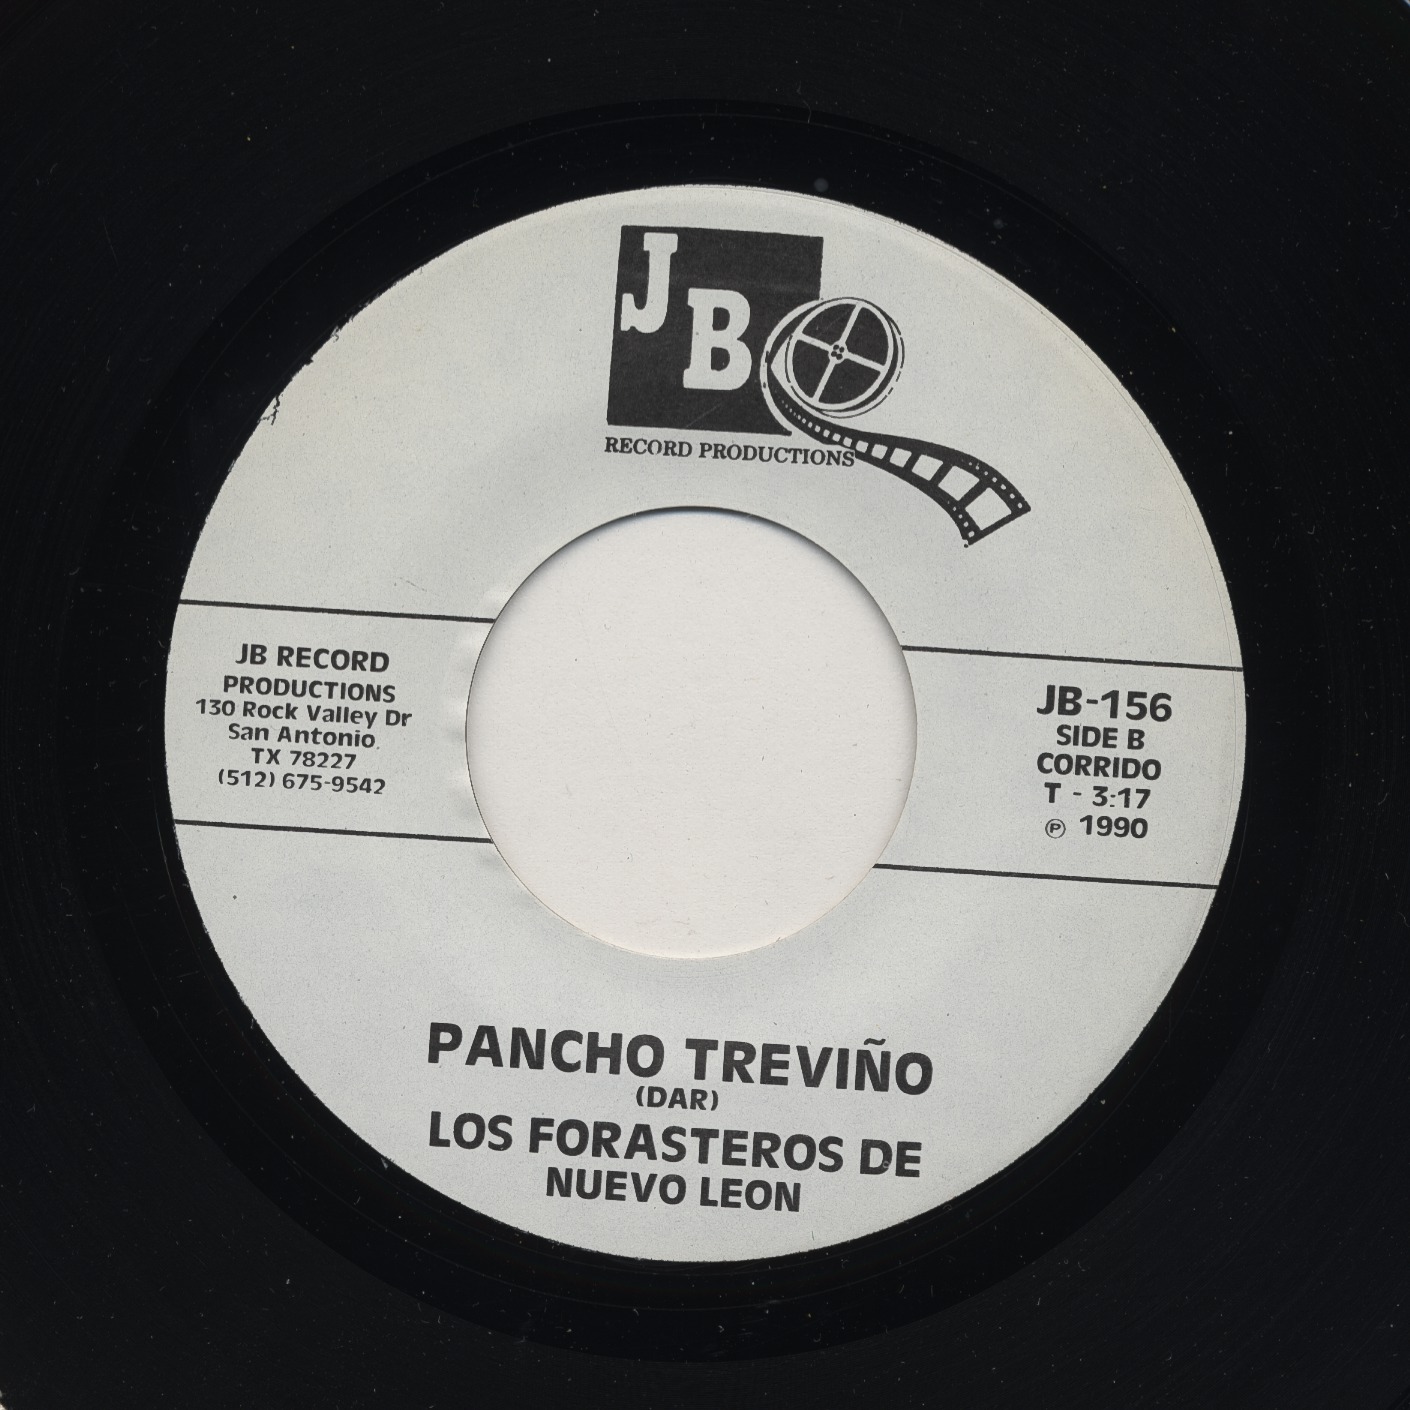 JB
RECORD PRODUCTIONS
JB RECORD
PRODUCTIONS
130 Rock Valley Dr
San Antonio,
TX 78227
(512) 675-9542
JB-156
SIDE B
CORRIDO
T - 3:17
℗ 1990
PANCHO TREVIÑO
(DAR)
LOS FORASTEROS DE
NUEVO LEON